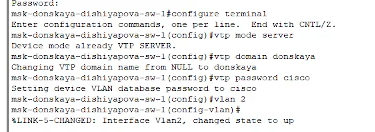 Password:
msk-donskaya-dishiyapova-sw-1#configure terminal
Enter configuration commands, one per line.  End with CNTL/Z.
msk-donskaya-dishiyapova-sw-1(config)#vtp mode server
Device mode already VTP SERVER.
msk-donskaya-dishiyapova-sw-1(config)#vtp domain donskaya
Changing VTP domain name from NULL to donskaya
msk-donskaya-dishiyapova-sw-1(config)#vtp password cisco
Setting device VLAN database password to cisco
msk-donskaya-dishiyapova-sw-1(config)#vlan 2
msk-donskaya-dishiyapova-sw-1(config-vlan)#
%LINK-5-CHANGED: Interface Vlan2, changed state to up